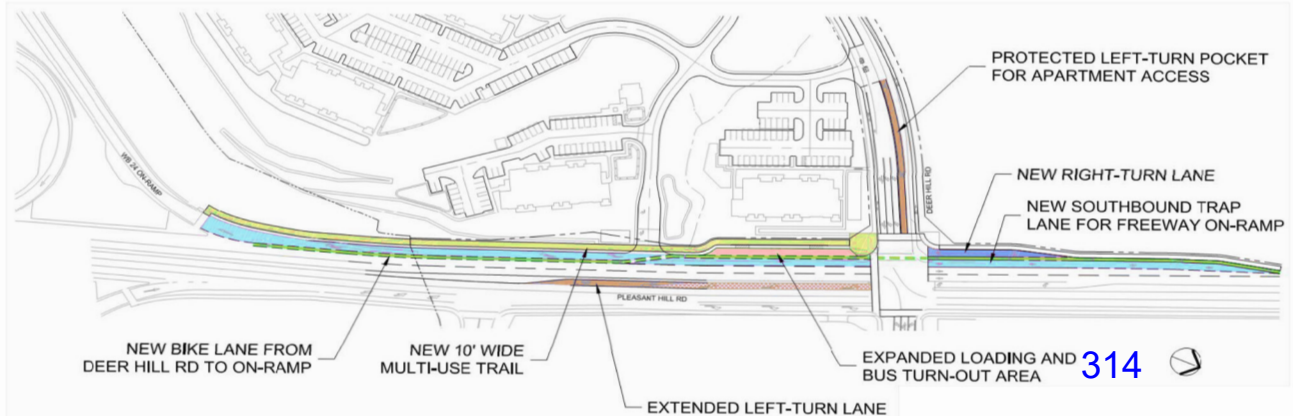 PROTECTED LEFT-TURN POCKET
FOR APARTMENT ACCESS
WB 24 ON-RAMP
DEER HILL RD
NEW RIGHT-TURN LANE
NEW SOUTHBOUND TRAP
LANE FOR FREEWAY ON-RAMP
PLEASANT HILL RD
NEW BIKE LANE FROM
DEER HILL RD TO ON-RAMP
NEW 10' WIDE
MULTI-USE TRAIL
EXPANDED LOADING AND
BUS TURN-OUT AREA
314
EXTENDED LEFT-TURN LANE